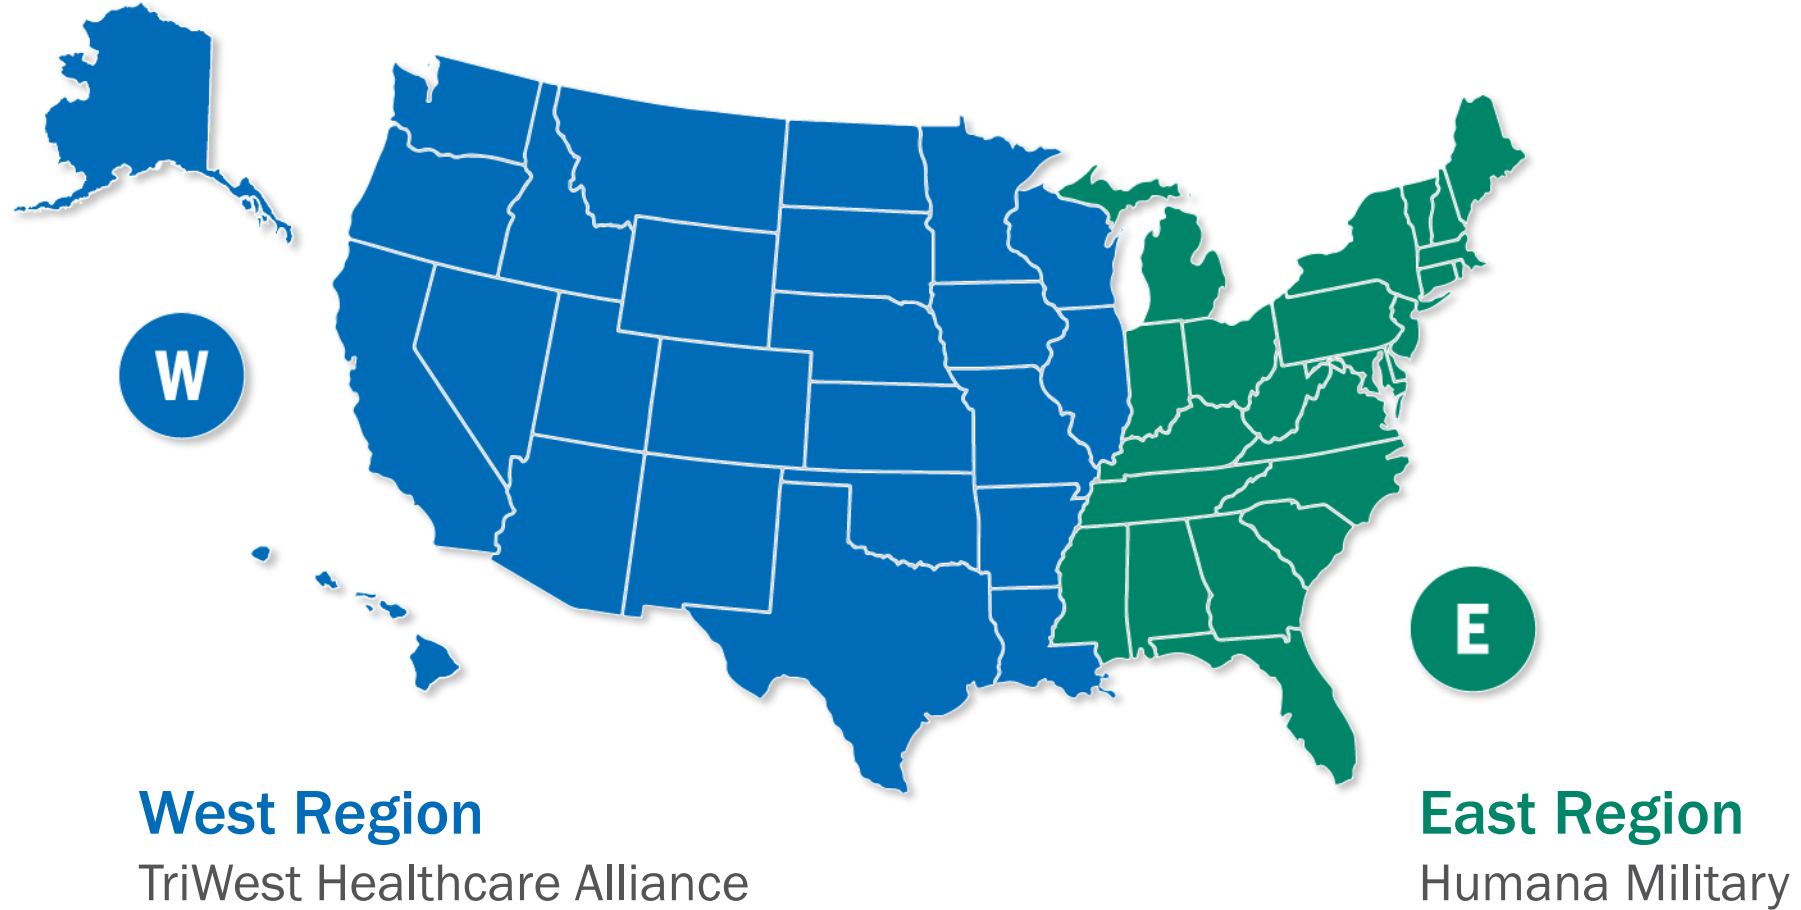 W
E
West Region
TriWest Healthcare Alliance
East Region
Humana Military